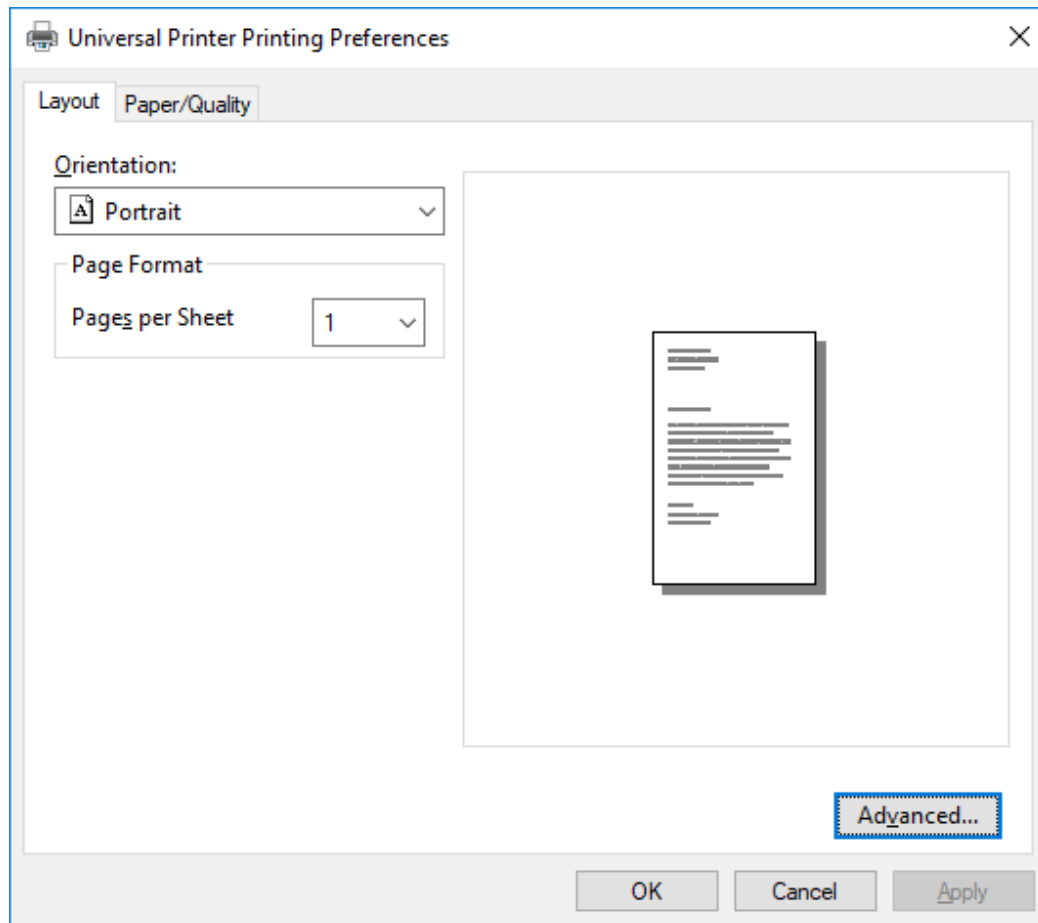 Universal Printer Printing Preferences
Layout Paper/Quality
Orientation:
Portrait
Page Format
Pages per Sheet 1
Advanced...
OK Cancel Apply